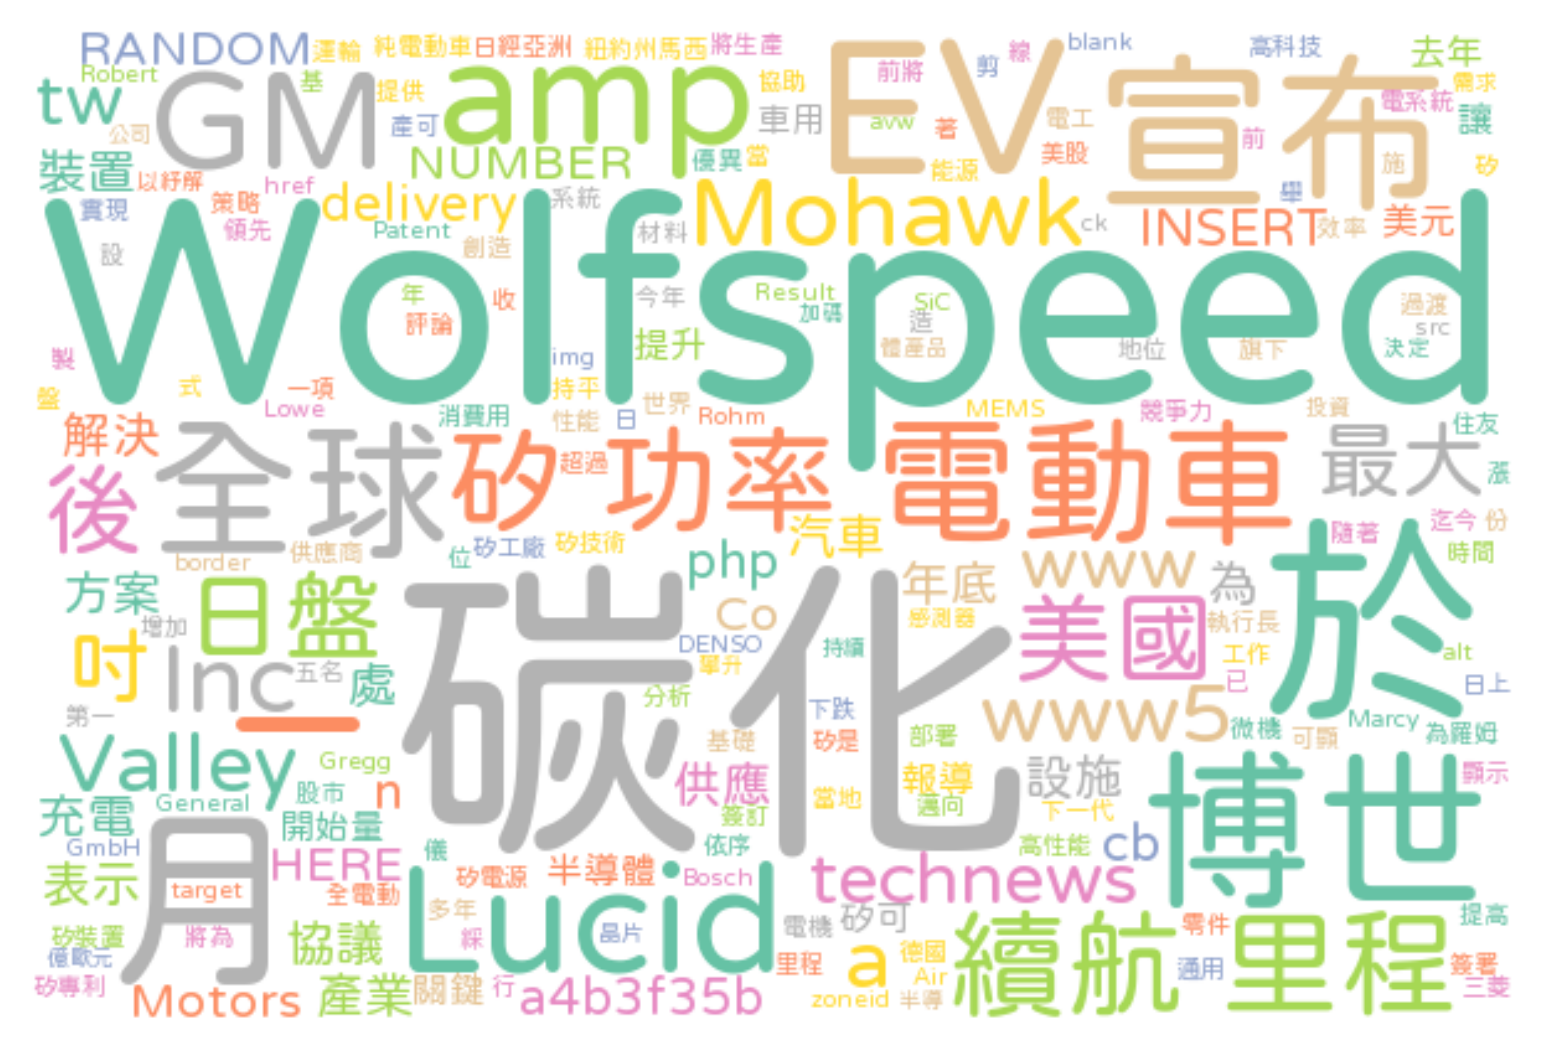 RANDOM 運輸 純電動車 日經亞洲 紐約州馬西 將生產 EV 線 blank 高科技 去年
Robert 基 amp 協助 前將 剪 宣布 電系統 需求
tw GM 提供 產可 車用 avw 著 電工 前 讓
公司 NUMBER 優異 當 能源 美股 施 矽
裝置 以紓解 href delivery 系統 Mohawk 舉
實現 策略 領先 Patent 創造 材料 ck INSERT 效率 美元
設 Wolfspeed
年 收 今年 Result 加碼 SiC 造 過渡 src
評論 提升 體產品 地位 旗下 決定
製 img
盤 式 一項 持平
Lowe 消費用 性能 日 世界 Rohm MEMS 競爭力 投資 住友
解決 全球 矽功率 超過 電動車 最大 漲
後 汽車 隨著 迄今 份
border 供應商 位 矽工廠 矽技術 php www 時間
方案 日盤 碳化 年底 美國 為 於
增加 Co 感測器 執行長
吋 Inc 五名 處 DENSO 攀升 持續 工作 alt
第一 一 分析 下跌 www5 已 日上
Valley Gregg 基礎 矽是 部署 微機 可顯 Marcy 為羅姆
n 供應 報導 設施 博世 顯示
充電 General 股市 簽訂 當地 邁向 下一代
GmbH 月 開始量 儀 依序 高性能 cb
表示 HERE 矽電源 半導體 Bosch technews
target 全電動 Lucid
矽裝置 將為 協議 多年 綵 晶片 電機 矽可 續航里程 零件 提高
億歐元 里程 a 德國 通用 簽署
矽專利 Motors 產業 關鍵 行 a4b3f35b Air zoneid 半導 三菱